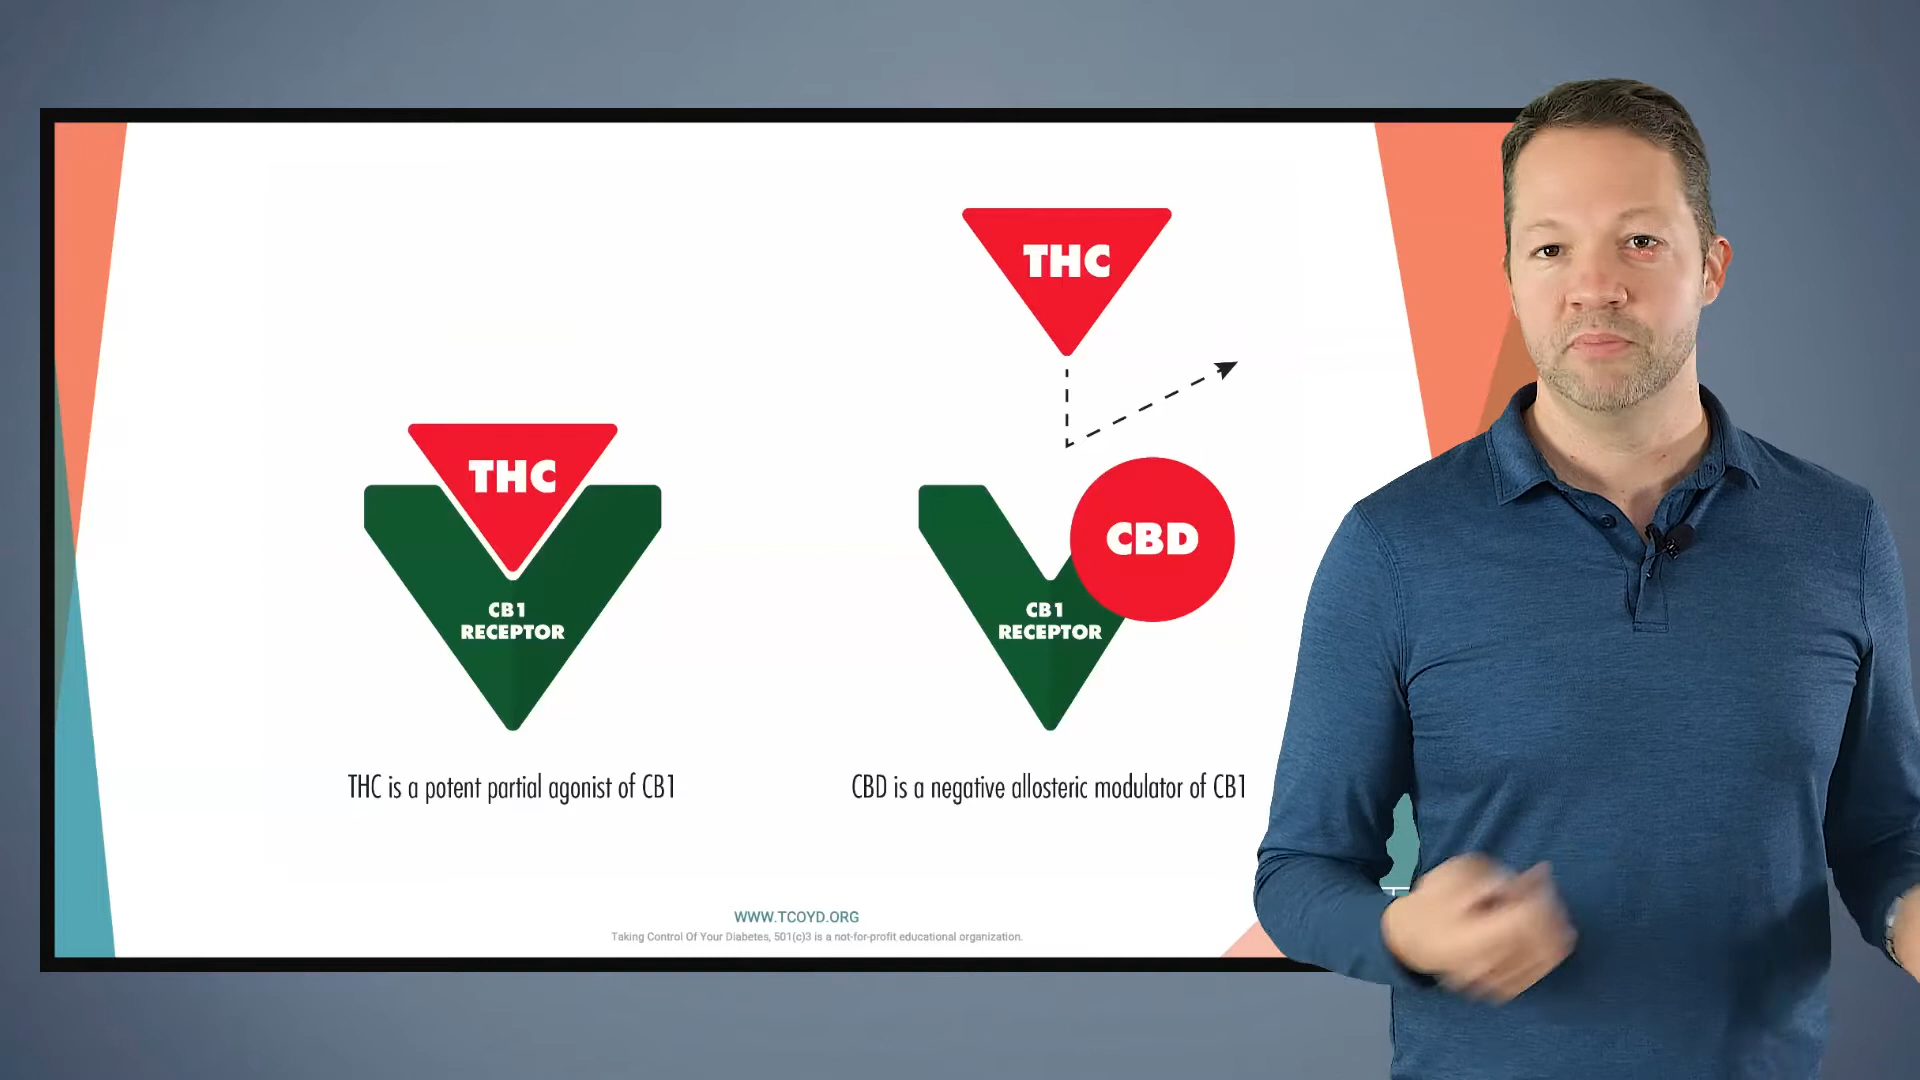 THC
CB1
RECEPTOR
THC is a potent partial agonist of CB1
THC
CBD
CB1
RECEPTOR
CBD is a negative allosteric modulator of CB1
WWW.TCOYD.ORG
Taking Control Of Your Diabetes, 501(c)3 is a not-for-profit educational organization.